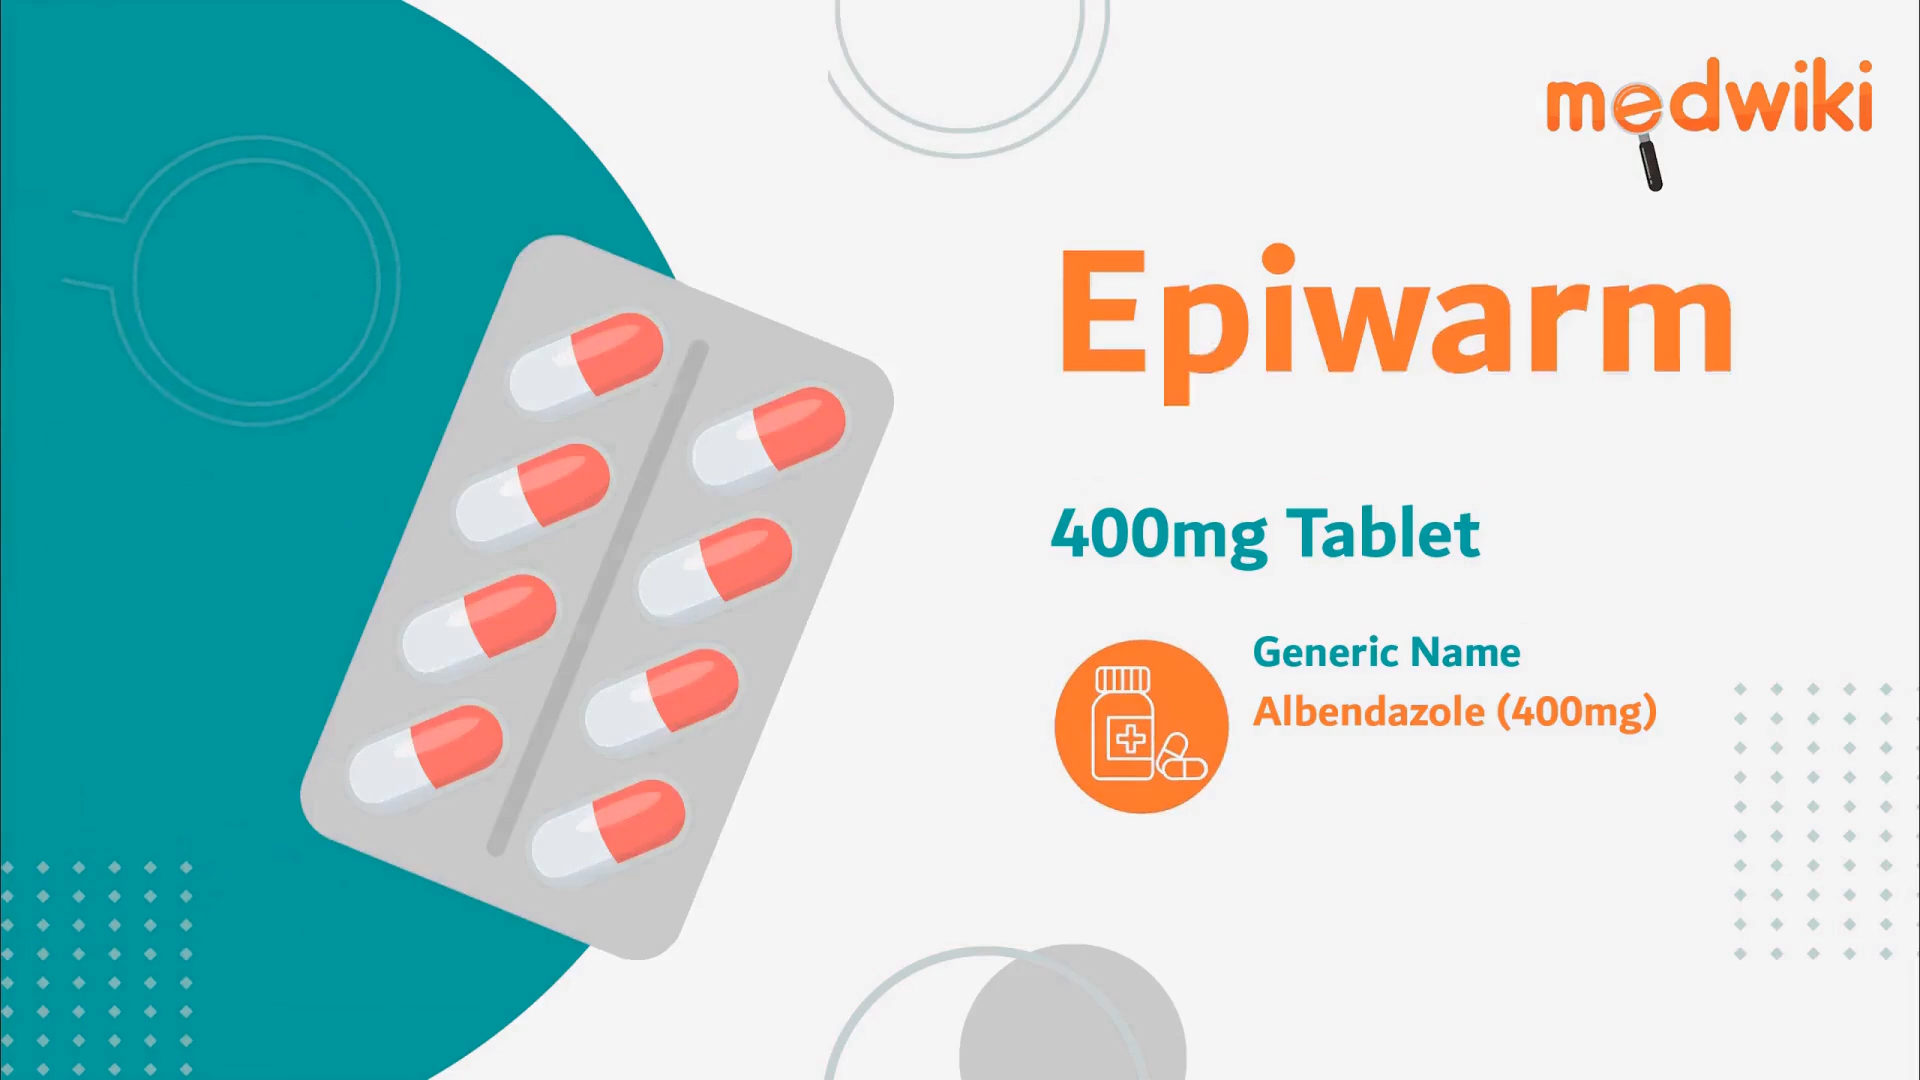 medwiki
Epiwarm
400mg Tablet
Generic Name
Albendazole (400mg)